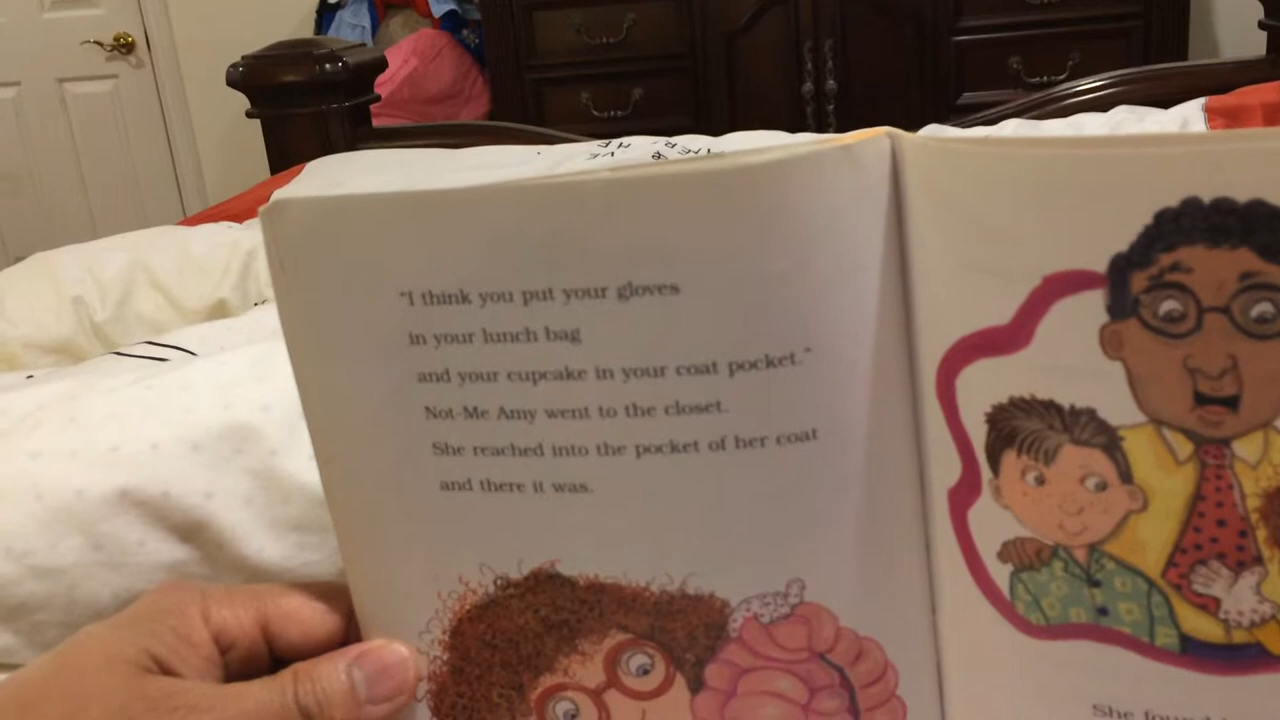 "I think you put your gloves
in your lunch bag
and your cupcake in your coat pocket."
Not-Me Amy went to the closet.
She reached into the pocket of her coat
and there it was.
She